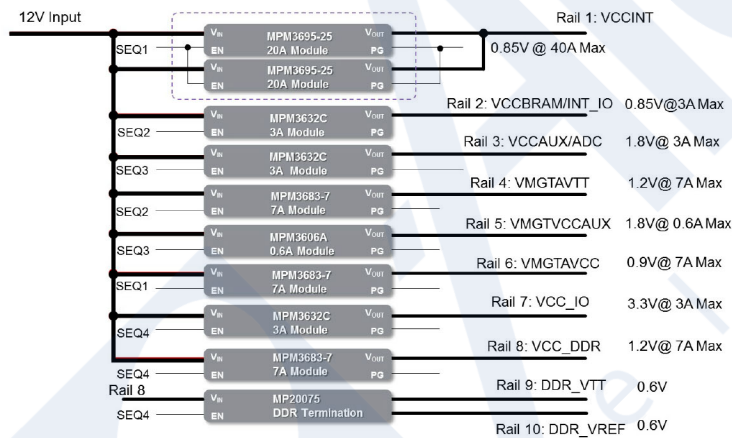 12V Input
Rail 1: VCCINT
VIN MPM3695-25 VOUT
SEQ1 EN 20A Module PG 0.85V @ 40A Max
VIN MPM3695-25 VOUT
EN 20A Module PG
Rail 2: VCCBRAM/INT_IO 0.85V@3A Max
VIN MPM3632C VOUT
SEQ2 EN 3A Module PG
Rail 3: VCCAUX/ADC 1.8V@ 3A Max
VIN MPM3632C VOUT
SEQ3 EN 3A Module PG
Rail 4: VMGTAVTT 1.2V@ 7A Max
VIN MPM3683-7 VOUT
SEQ2 EN 7A Module PG
Rail 5: VMGTVCCAUX 1.8V@ 0.6A Max
VIN MPM3606A VOUT
SEQ3 EN 0.6A Module PG
Rail 6: VMGTAVCC 0.9V@ 7A Max
VIN MPM3683-7 VOUT
SEQ1 EN 7A Module PG
Rail 7: VCC_IO 3.3V@ 3A Max
VIN MPM3632C VOUT
SEQ4 EN 3A Module PG
Rail 8: VCC_DDR 1.2V@ 7A Max
VIN MPM3683-7 VOUT
SEQ4 EN 7A Module PG
Rail 8 Rail 9: DDR_VTT 0.6V
VIN MP20075
SEQ4 EN DDR Termination
Rail 10: DDR_VREF 0.6V